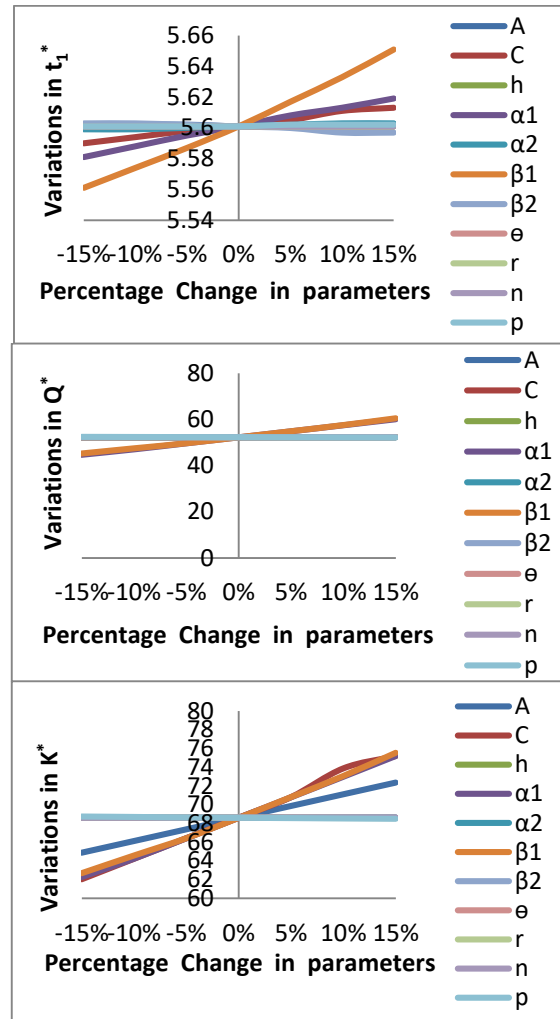 Variations in t₁*
5.66
5.64
5.62
5.6
5.58
5.56
5.54
-15%
-10%
-5%
0%
5%
10%
15%
Percentage Change in parameters
A
C
h
α1
α2
β1
β2
ɵ
r
n
p
Variations in Q*
80
60
40
20
0
-15%
-10%
-5%
0%
5%
10%
15%
Percentage Change in parameters
A
C
h
α1
α2
β1
β2
ɵ
r
n
p
Variations in K*
80
78
76
74
72
70
68
66
64
62
60
-15%
-10%
-5%
0%
5%
10%
15%
Percentage Change in parameters
A
C
h
α1
α2
β1
β2
ɵ
r
n
p